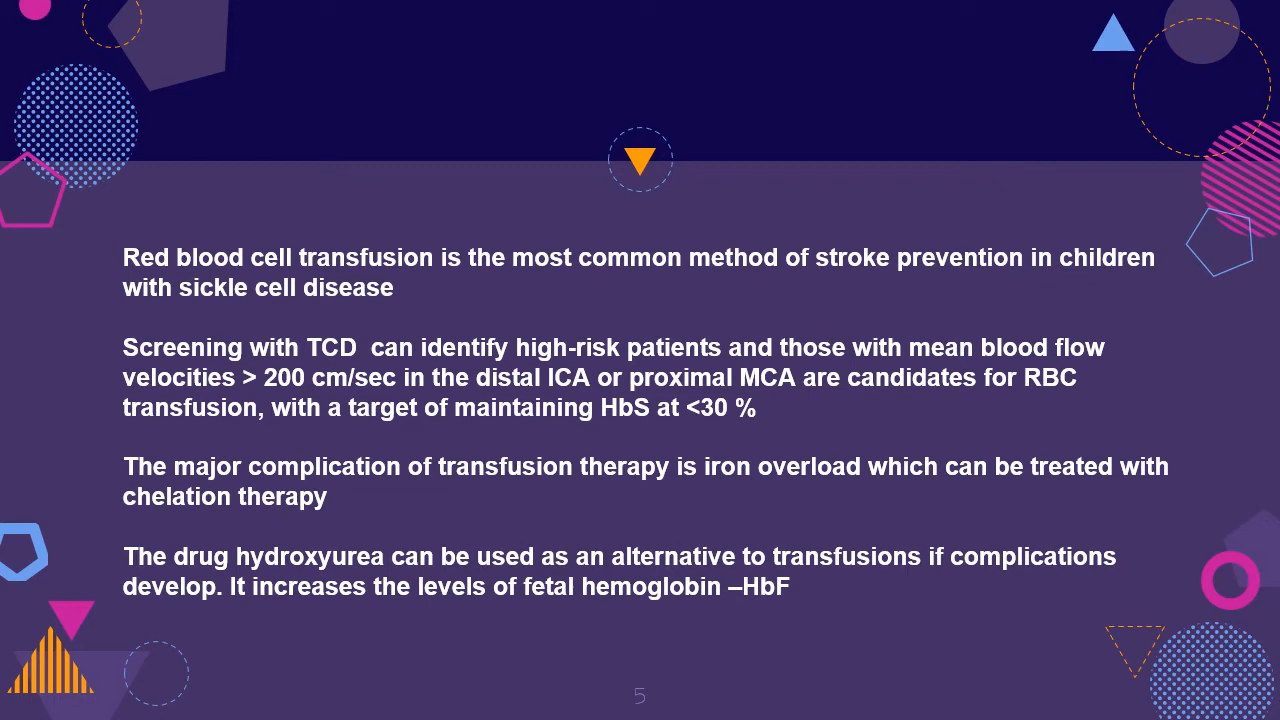 Red blood cell transfusion is the most common method of stroke prevention in children
with sickle cell disease
Screening with TCD  can identify high-risk patients and those with mean blood flow
velocities > 200 cm/sec in the distal ICA or proximal MCA are candidates for RBC
transfusion, with a target of maintaining HbS at <30 %
The major complication of transfusion therapy is iron overload which can be treated with
chelation therapy
The drug hydroxyurea can be used as an alternative to transfusions if complications
develop. It increases the levels of fetal hemoglobin –HbF
5